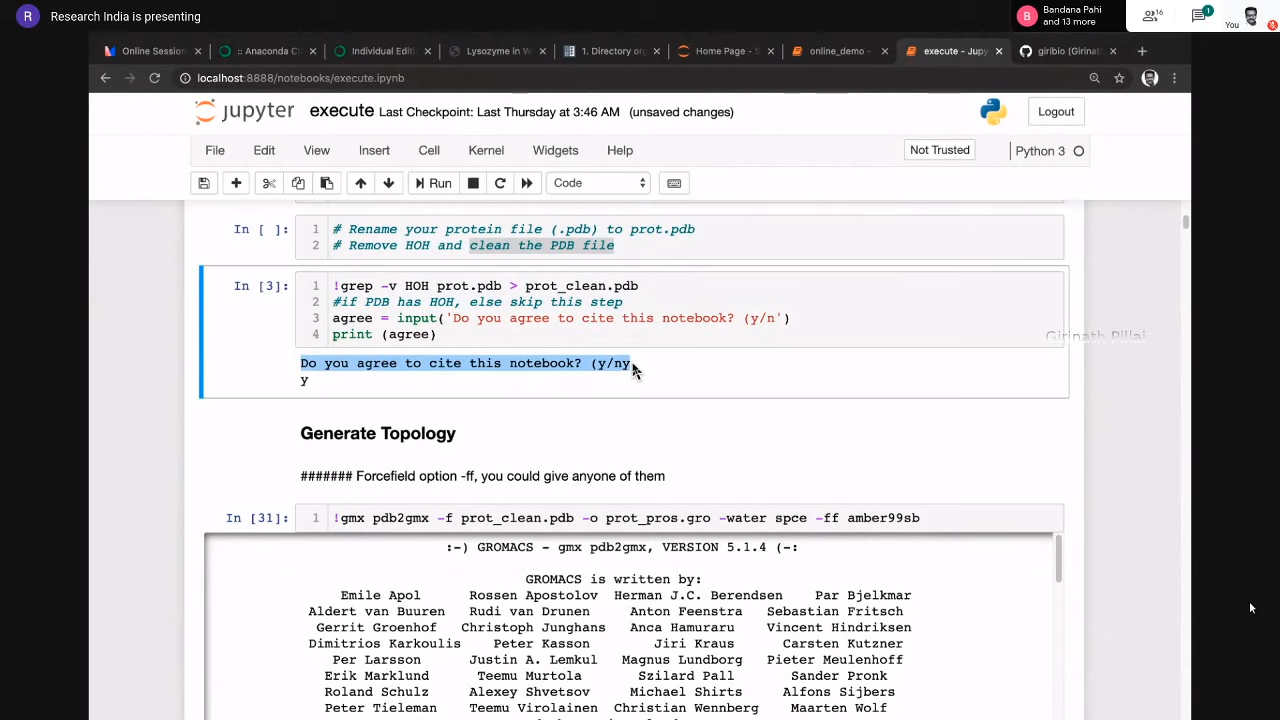 R Research India is presenting
B Bandana Pahi
and 13 more
16
1
You
Online Session
:: Anaconda C
Individual Editi
Lysozyme in W
1. Directory org
Home Page - S
online_demo -
execute - Jupy
giribio (Girinat
localhost:8888/notebooks/execute.ipynb
jupyter execute Last Checkpoint: Last Thursday at 3:46 AM (unsaved changes)
Logout
File Edit View Insert Cell Kernel Widgets Help
Not Trusted
Python 3
Run
Code
In [ ]:
1 # Rename your protein file (.pdb) to prot.pdb
2 # Remove HOH and clean the PDB file
In [3]:
1 !grep -v HOH prot.pdb > prot_clean.pdb
2 #if PDB has HOH, else skip this step
3 agree = input('Do you agree to cite this notebook? (y/n')
4 print (agree)
Girinath Pillai
Do you agree to cite this notebook? (y/ny
y
Generate Topology
####### Forcefield option -ff, you could give anyone of them
In [31]:
1 !gmx pdb2gmx -f prot_clean.pdb -o prot_pros.gro -water spce -ff amber99sb
:-) GROMACS - gmx pdb2gmx, VERSION 5.1.4 (-:
GROMACS is written by:
Emile Apol Rossen Apostolov Herman J.C. Berendsen Par Bjelkmar
Aldert van Buuren Rudi van Drunen Anton Feenstra Sebastian Fritsch
Gerrit Groenhof Christoph Junghans Anca Hamuraru Vincent Hindriksen
Dimitrios Karkoulis Peter Kasson Jiri Kraus Carsten Kutzner
Per Larsson Justin A. Lemkul Magnus Lundborg Pieter Meulenhoff
Erik Marklund Teemu Murtola Szilard Pall Sander Pronk
Roland Schulz Alexey Shvetsov Michael Shirts Alfons Sijbers
Peter Tieleman Teemu Virolainen Christian Wennberg Maarten Wolf